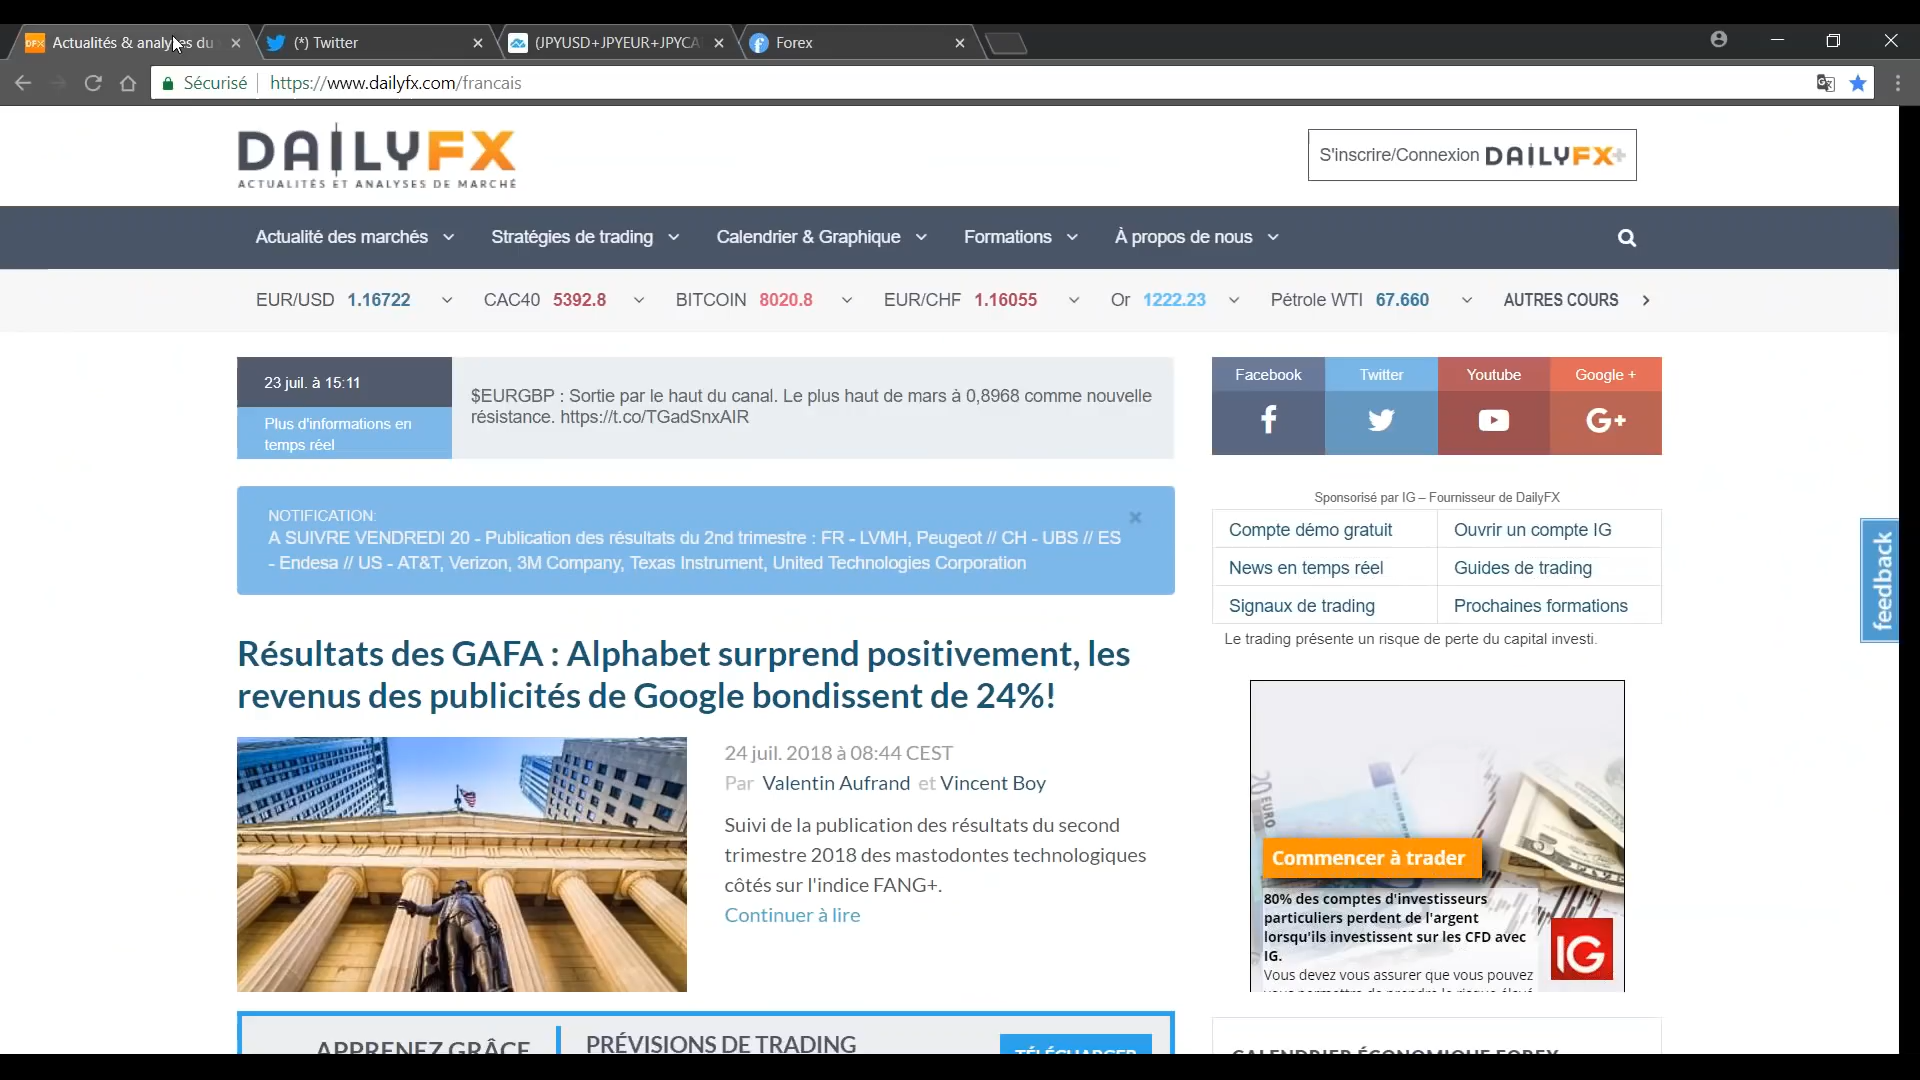 Actualités & analyses du
(*) Twitter
(JPYUSD+JPYEUR+JPYCA
Forex
Sécurisé
https://www.dailyfx.com/francais
DAILYFX
ACTUALITÉS ET ANALYSES DE MARCHÉ
S'inscrire/Connexion DAILYFX+
Actualité des marchés
Stratégies de trading
Calendrier & Graphique
Formations
À propos de nous
EUR/USD 1.16722
CAC40 5392.8
BITCOIN 8020.8
EUR/CHF 1.16055
Or 1222.23
Pétrole WTI 67.660
AUTRES COURS
23 juil. à 15:11
Plus d'informations en
temps réel
$EURGBP : Sortie par le haut du canal. Le plus haut de mars à 0,8968 comme nouvelle
résistance. https://t.co/TGadSnxAIR
Facebook
Twitter
Youtube
Google +
NOTIFICATION:
A SUIVRE VENDREDI 20 - Publication des résultats du 2nd trimestre : FR - LVMH, Peugeot // CH - UBS // ES
- Endesa // US - AT&T, Verizon, 3M Company, Texas Instrument, United Technologies Corporation
Sponsorisé par IG – Fournisseur de DailyFX
Compte démo gratuit
Ouvrir un compte IG
News en temps réel
Guides de trading
Signaux de trading
Prochaines formations
Le trading présente un risque de perte du capital investi.
feedback
Résultats des GAFA : Alphabet surprend positivement, les
revenus des publicités de Google bondissent de 24%!
24 juil. 2018 à 08:44 CEST
Par Valentin Aufrand et Vincent Boy
Suivi de la publication des résultats du second
trimestre 2018 des mastodontes technologiques
côtés sur l'indice FANG+.
Continuer à lire
20 EURO
Commencer à trader
80% des comptes d'investisseurs
particuliers perdent de l'argent
lorsqu'ils investissent sur les CFD avec
IG.
Vous devez vous assurer que vous pouvez
IG
APPRENEZ GRÂCE
PRÉVISIONS DE TRADING
TÉLÉCHARGER
CALENDRIER ÉCONOMIQUE FOREX